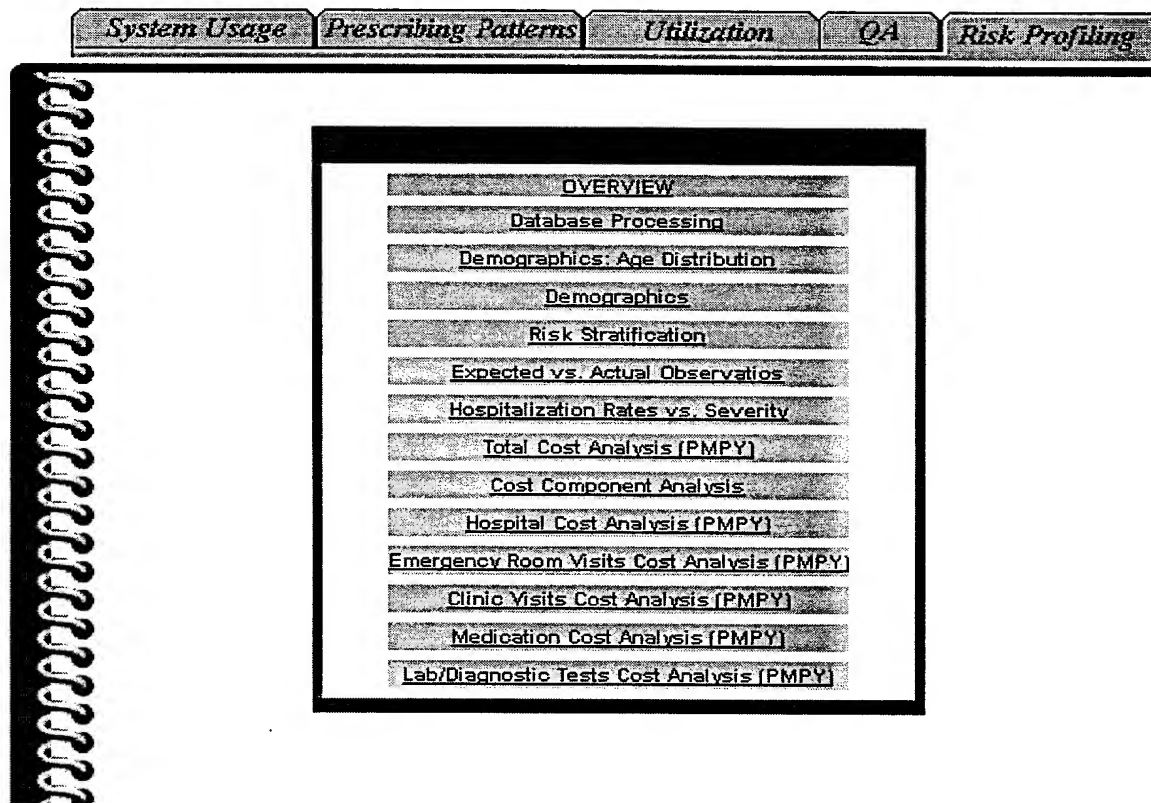 System Usage Prescribing Patterns Utilization QA Risk Profiling
OVERVIEW
Database Processing
Demographics: Age Distribution
Demographics
Risk Stratification
Expected vs. Actual Observatios
Hospitalization Rates vs. Severity
Total Cost Analysis (PMPY)
Cost Component Analysis
Hospital Cost Analysis (PMPY)
Emergency Room Visits Cost Analysis (PMPY)
Clinic Visits Cost Analysis (PMPY)
Medication Cost Analysis (PMPY)
Lab/Diagnostic Tests Cost Analysis (PMPY)